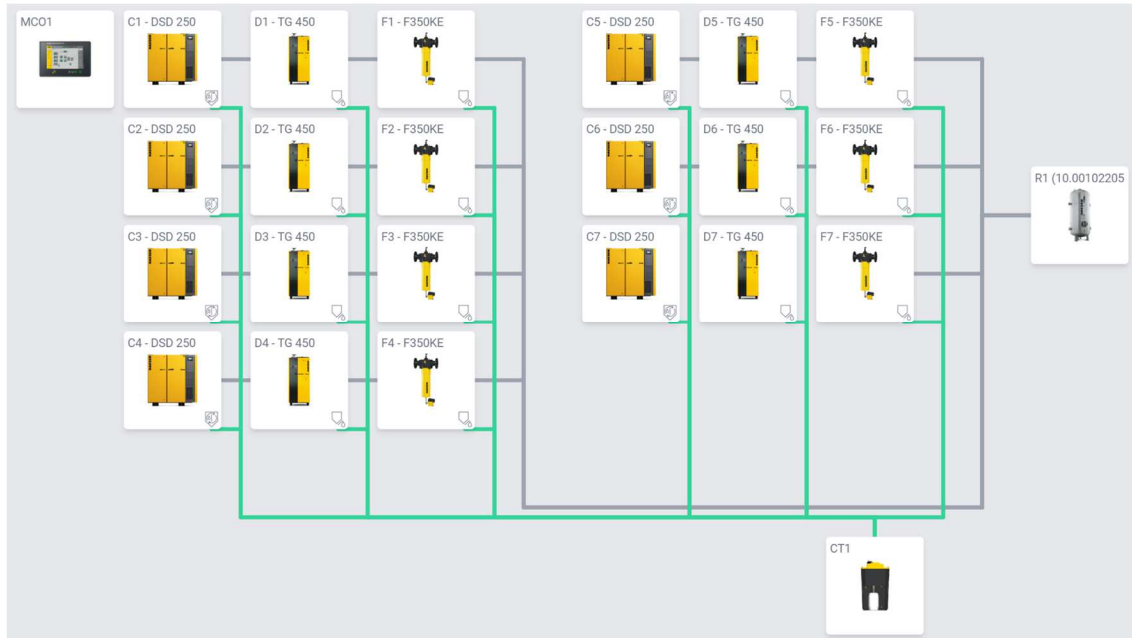 MCO1
C1 - DSD 250
D1 - TG 450
F1 - F350KE
C5 - DSD 250
D5 - TG 450
F5 - F350KE
C2 - DSD 250
D2 - TG 450
F2 - F350KE
C6 - DSD 250
D6 - TG 450
F6 - F350KE
R1 (10.00102205
C3 - DSD 250
D3 - TG 450
F3 - F350KE
C7 - DSD 250
D7 - TG 450
F7 - F350KE
C4 - DSD 250
D4 - TG 450
F4 - F350KE
CT1